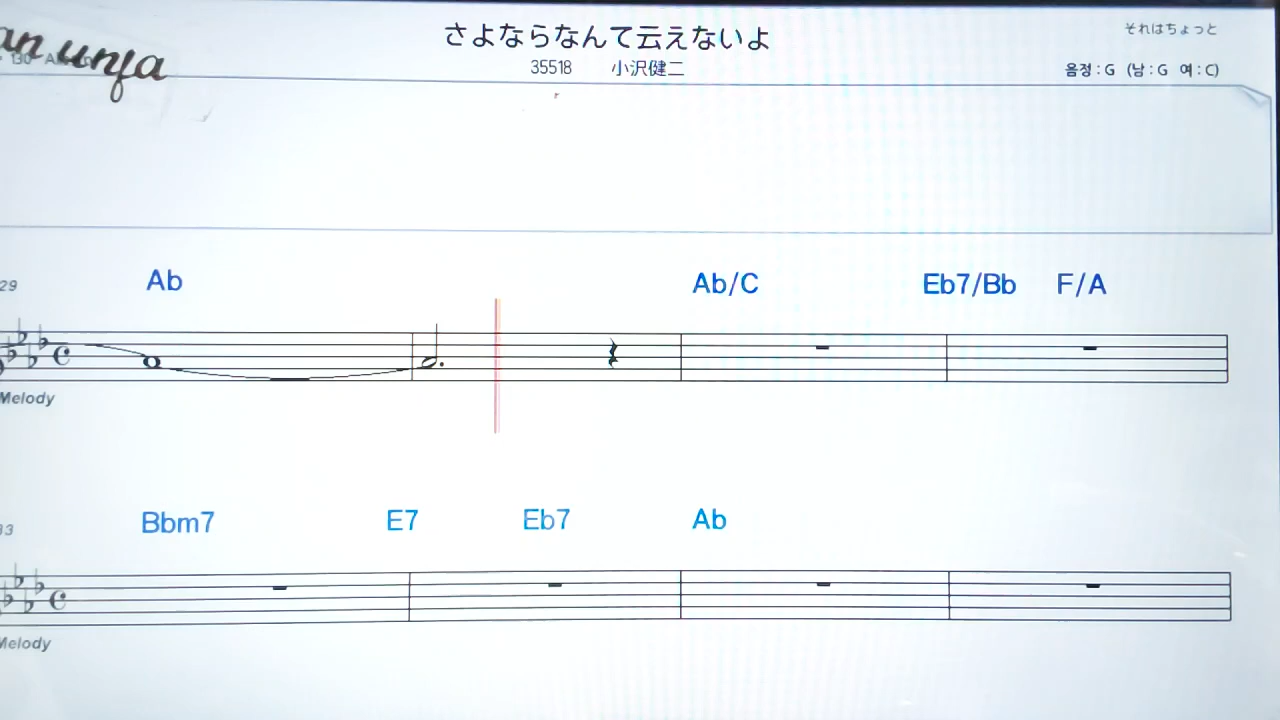 さよならなんて云えないよ
それはちょっと
35518 小沢健二
음정 : G (남 : G 여 : C)
29 Ab Ab/C Eb7/Bb F/A
Melody
33 Bbm7 E7 Eb7 Ab
Melody